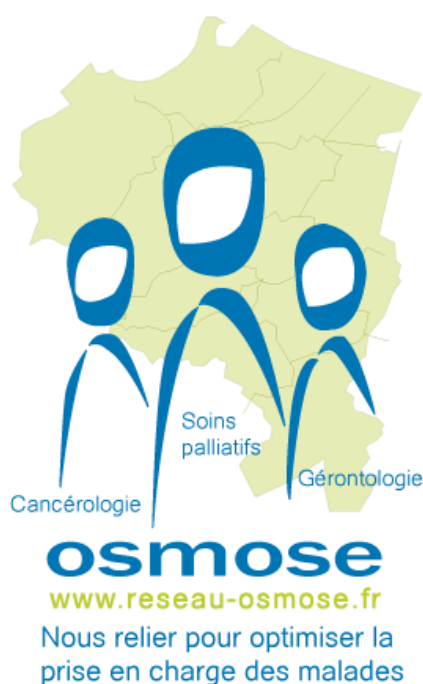 Soins
palliatifs
Gérontologie
Cancérologie
osmose
www.reseau-osmose.fr
Nous relier pour optimiser la
prise en charge des malades